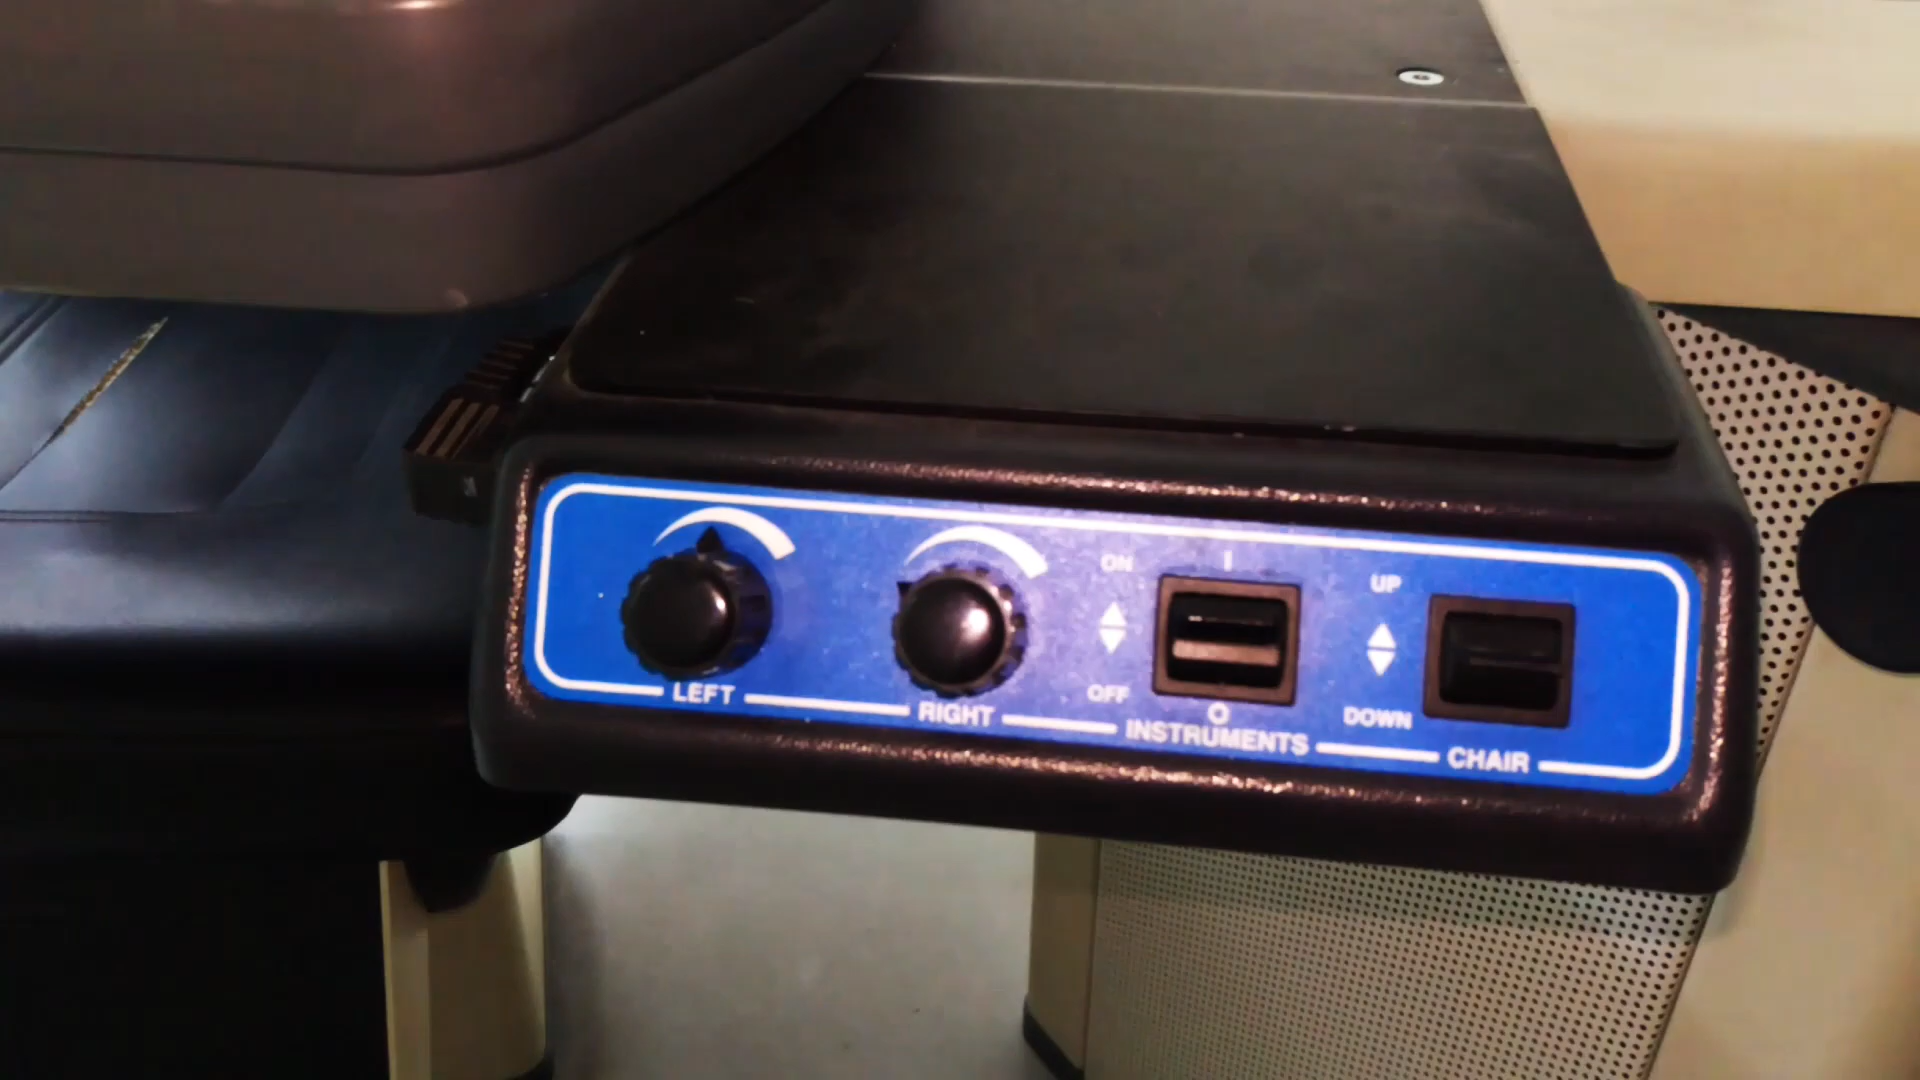 ON
I
UP
OFF
O
DOWN
LEFT
RIGHT
INSTRUMENTS
CHAIR